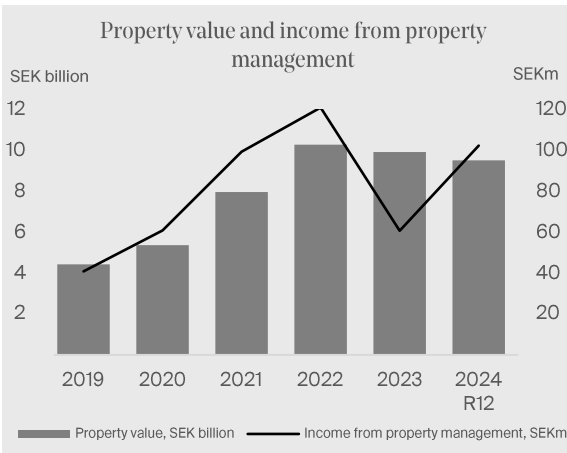 Property value and income from property
management
SEK billion
SEKm
12
120
10
100
8
80
6
60
4
40
2
20
2019 2020 2021 2022 2023 2024
R12
Property value, SEK billion Income from property management, SEKm